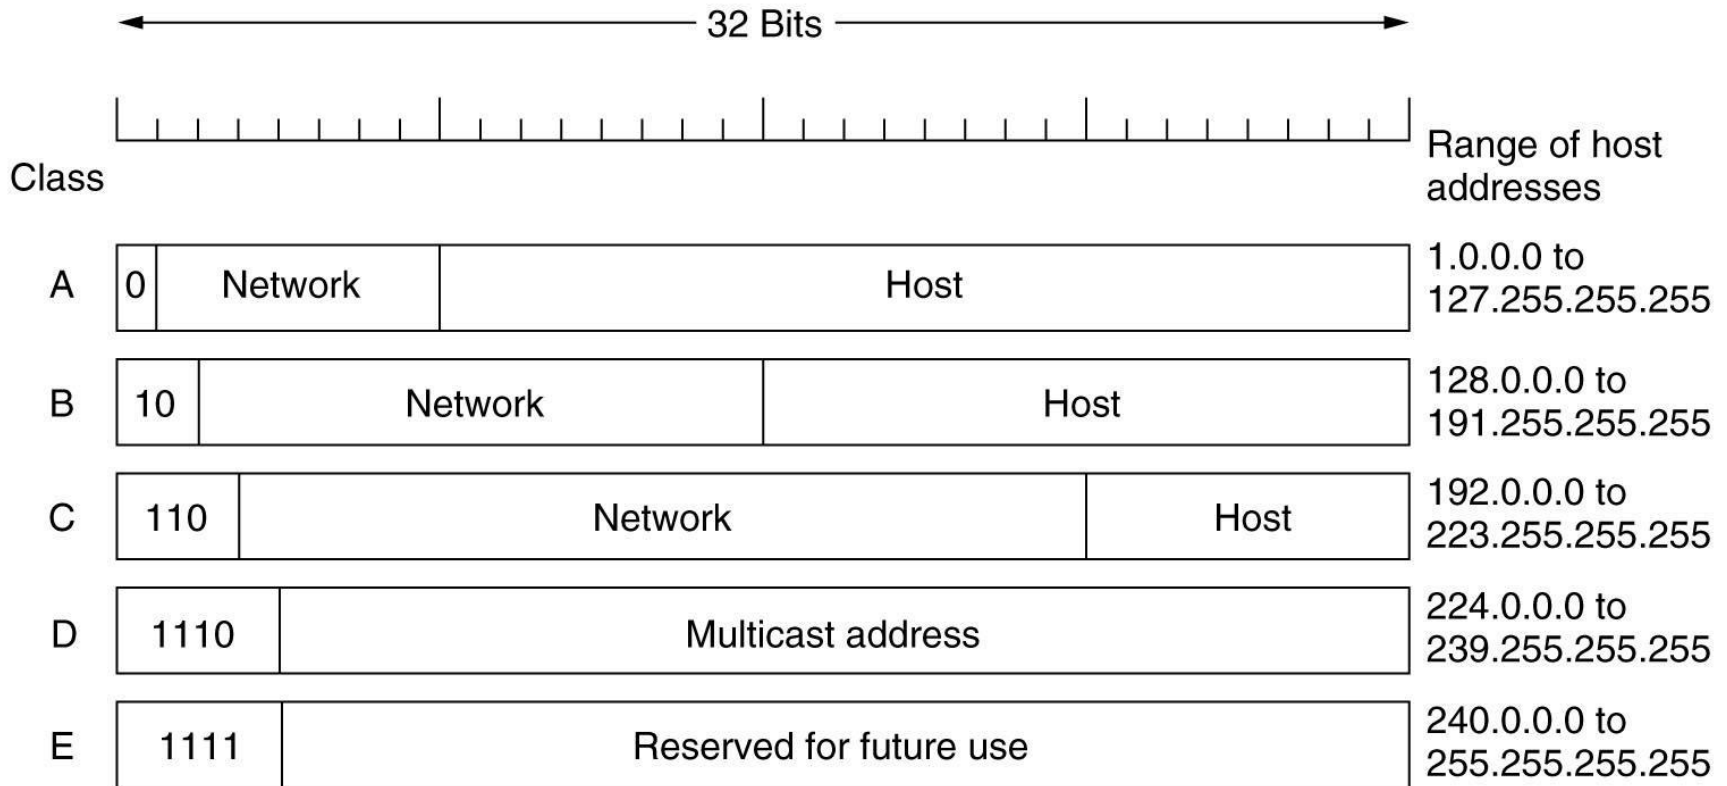 32 Bits
Range of host
addresses
Class
A 0 Network Host 1.0.0.0 to
127.255.255.255
B 10 Network Host 128.0.0.0 to
191.255.255.255
C 110 Network Host 192.0.0.0 to
223.255.255.255
D 1110 Multicast address 224.0.0.0 to
239.255.255.255
E 1111 Reserved for future use 240.0.0.0 to
255.255.255.255